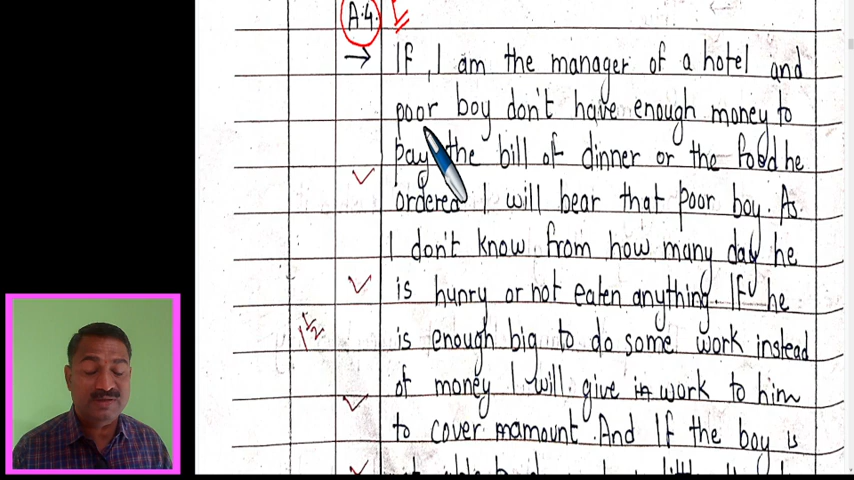 A.4.
→ If, I am the manager of a hotel and
poor boy don't have enough money to
pay the bill of dinner or the food he
ordered I will bear that poor boy. As
I don't know from how many day he
is hunry or not eaten anything. If he
1 1/2
is enough big to do some work instead
of money I will give work to him
to cover mamount. And If the boy is